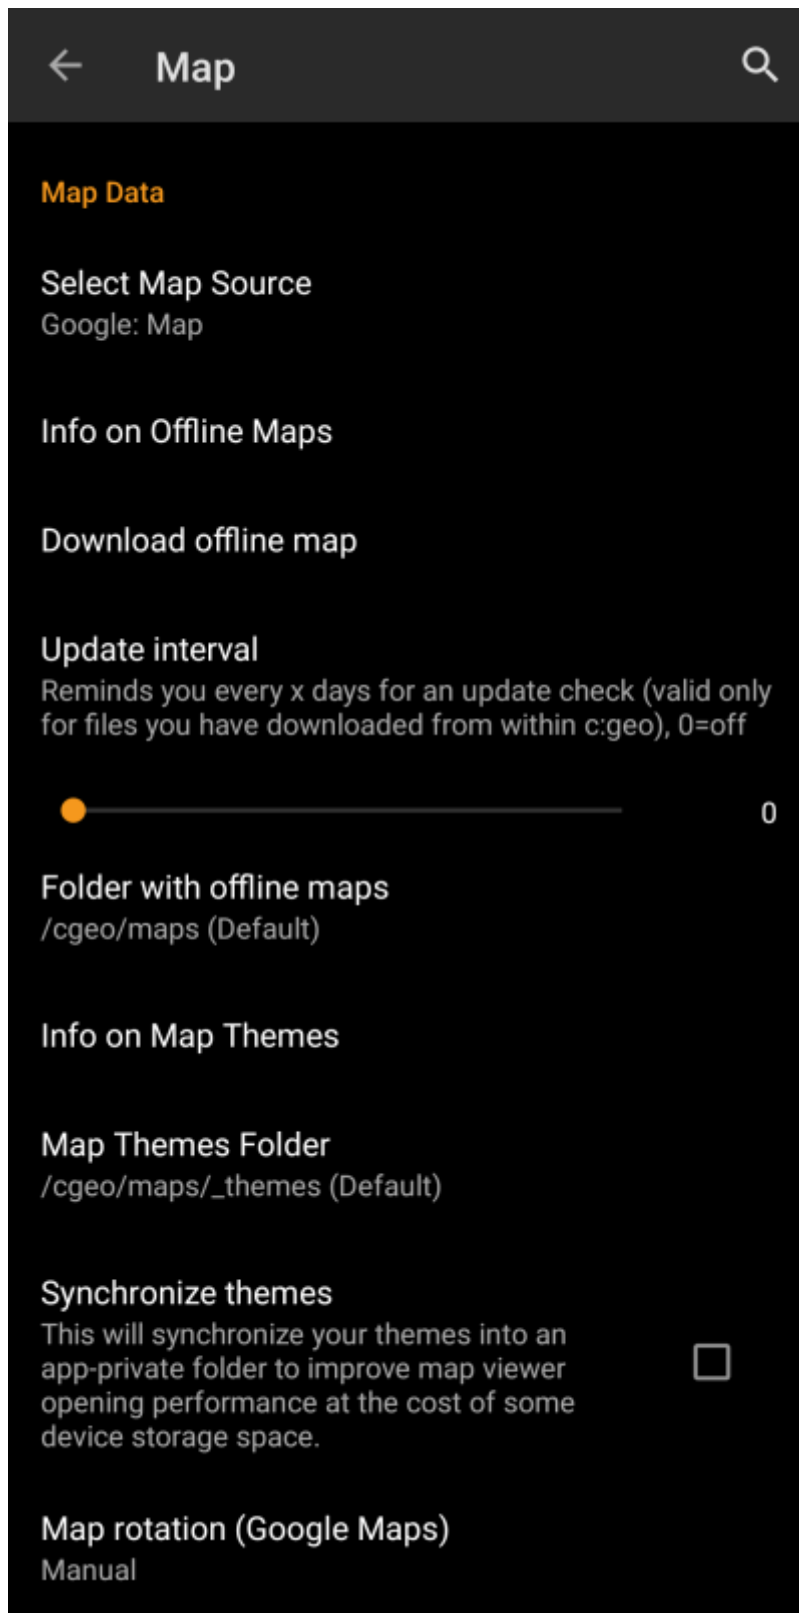 Map
Map Data
Select Map Source
Google: Map
Info on Offline Maps
Download offline map
Update interval
Reminds you every x days for an update check (valid only
for files you have downloaded from within c:geo), 0=off
0
Folder with offline maps
/cgeo/maps (Default)
Info on Map Themes
Map Themes Folder
/cgeo/maps/_themes (Default)
Synchronize themes
This will synchronize your themes into an
app-private folder to improve map viewer
opening performance at the cost of some
device storage space.
Map rotation (Google Maps)
Manual